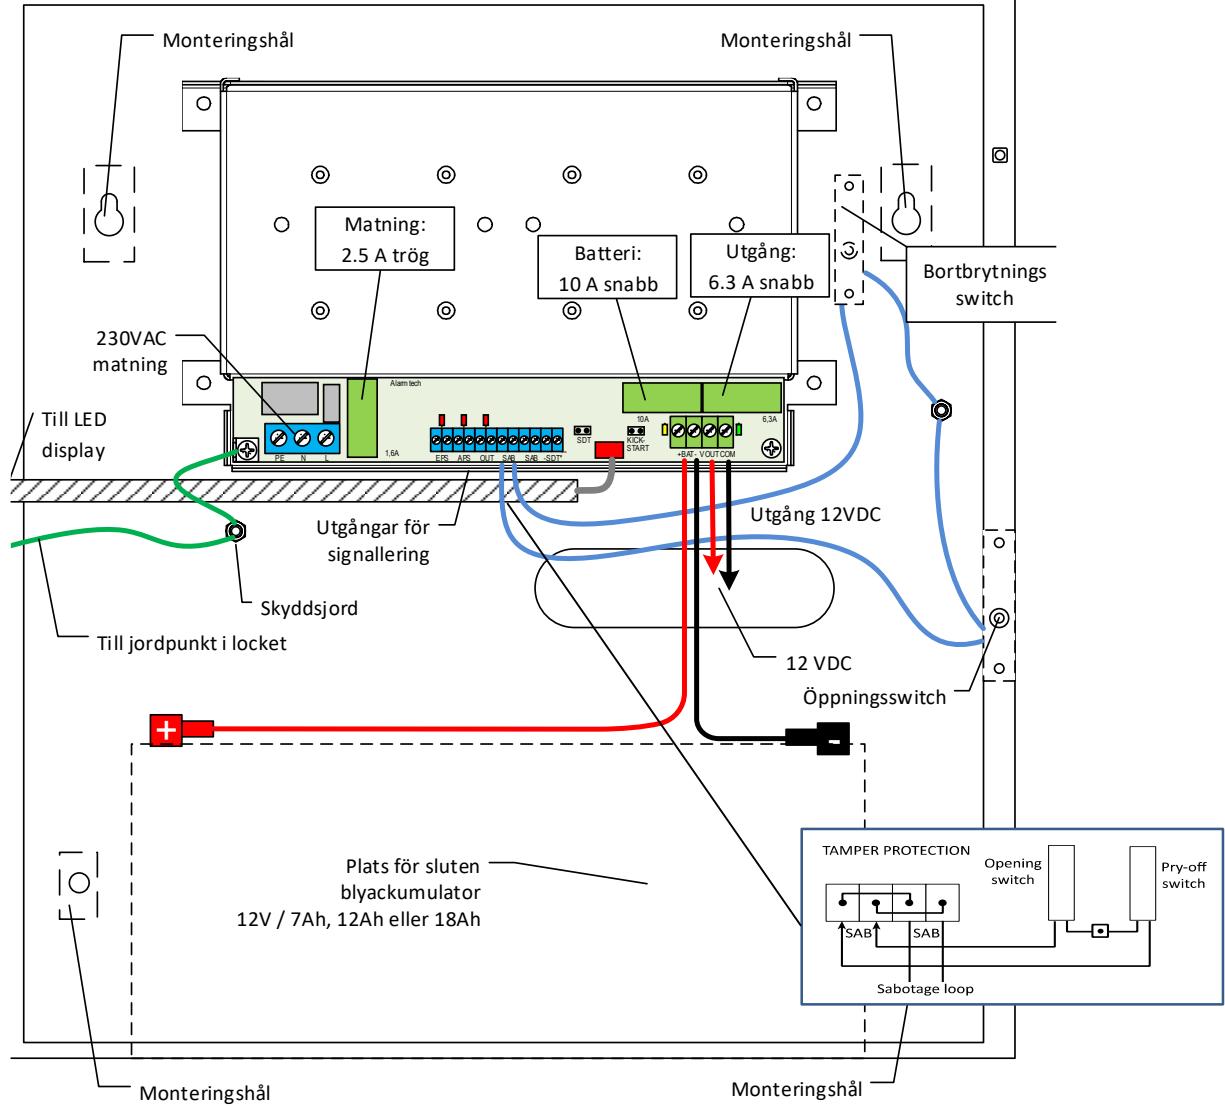 Monteringshål
Monteringshål
Matning:
2.5 A trög
Batteri:
10 A snabb
Utgång:
6.3 A snabb
Bortbrytnings
switch
230VAC
matning
Till LED
display
Alarmtech
10A
6,3A
SDT
KICK-
START
PE N L
1,6A
EPS APS OUT SAB SAB -SDT+
+BAT- VOUT COM
Utgångar för
signallering
Utgång 12VDC
Skyddsjord
Till jordpunkt i locket
12 VDC
Öppningsswitch
+
-
Plats för sluten
blyackumulator
12V / 7Ah, 12Ah eller 18Ah
TAMPER PROTECTION
Opening
switch
Pry-off
switch
SAB SAB
Sabotage loop
Monteringshål
Monteringshål